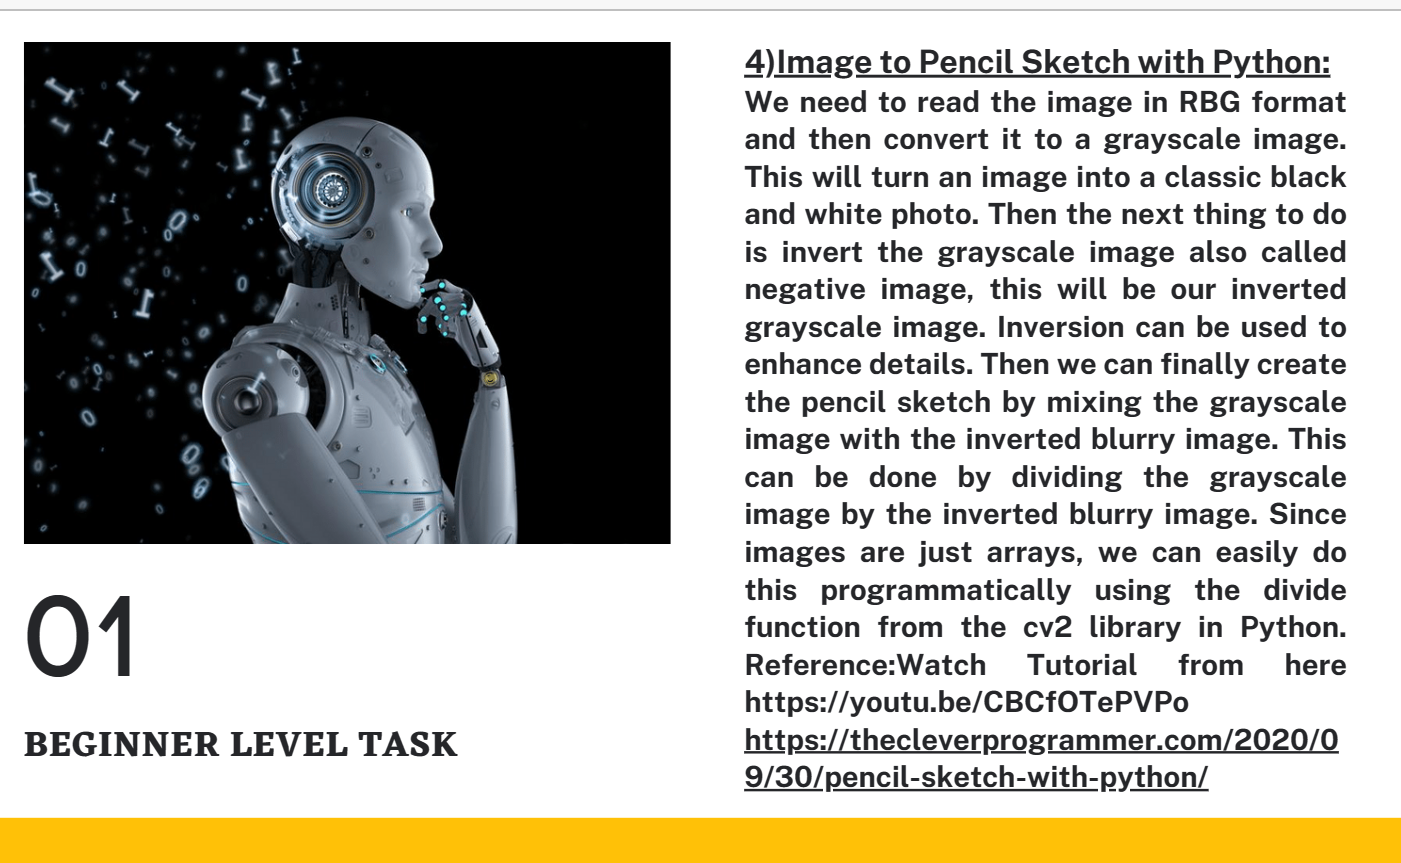 4)Image to Pencil Sketch with Python:
We need to read the image in RBG format
and then convert it to a grayscale image.
This will turn an image into a classic black
and white photo. Then the next thing to do
is invert the grayscale image also called
negative image, this will be our inverted
grayscale image. Inversion can be used to
enhance details. Then we can finally create
the pencil sketch by mixing the grayscale
image with the inverted blurry image. This
can be done by dividing the grayscale
image by the inverted blurry image. Since
images are just arrays, we can easily do
this programmatically using the divide
function from the cv2 library in Python.
Reference:Watch Tutorial from here
https://youtu.be/CBCfOTePVPo
https://thecleverprogrammer.com/2020/0
9/30/pencil-sketch-with-python/
01
BEGINNER LEVEL TASK